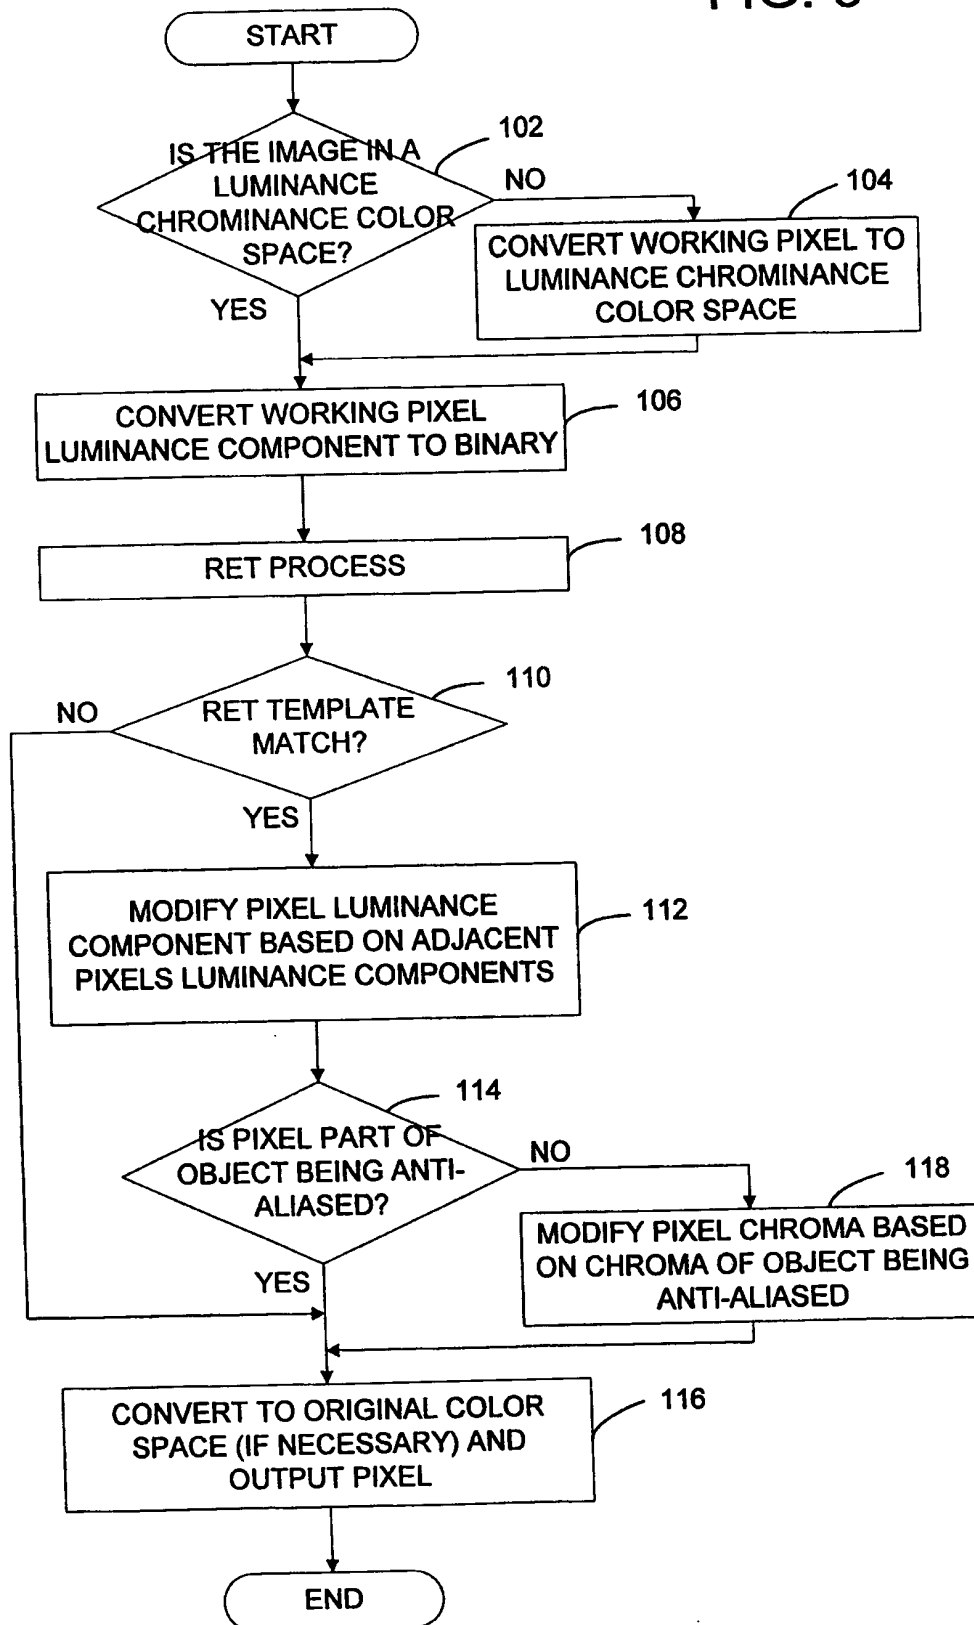 START
102
IS THE IMAGE IN A
LUMINANCE
CHROMINANCE COLOR
SPACE?
NO
YES
104
CONVERT WORKING PIXEL TO
LUMINANCE CHROMINANCE
COLOR SPACE
106
CONVERT WORKING PIXEL
LUMINANCE COMPONENT TO BINARY
108
RET PROCESS
110
RET TEMPLATE
MATCH?
NO
YES
112
MODIFY PIXEL LUMINANCE
COMPONENT BASED ON ADJACENT
PIXELS LUMINANCE COMPONENTS
114
IS PIXEL PART OF
OBJECT BEING ANTI-
ALIASED?
NO
YES
118
MODIFY PIXEL CHROMA BASED
ON CHROMA OF OBJECT BEING
ANTI-ALIASED
116
CONVERT TO ORIGINAL COLOR
SPACE (IF NECESSARY) AND
OUTPUT PIXEL
END